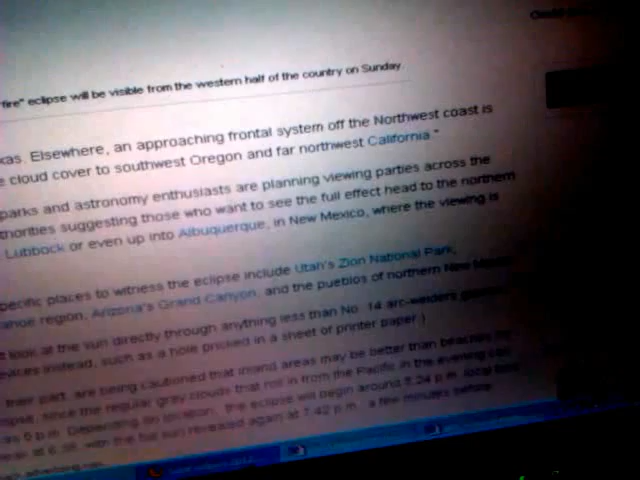 fire" eclipse will be visible from the western half of the country on Sunday.
xas. Elsewhere, an approaching frontal system off the Northwest coast is
e cloud cover to southwest Oregon and far northwest California."
parks and astronomy enthusiasts are planning viewing parties across the
thorities suggesting those who want to see the full effect head to the northern
Lubbock or even up into Albuquerque, in New Mexico, where the viewing is
pecific places to witness the eclipse include Utah's Zion National Park,
ahoe region, Arizona's Grand Canyon, and the pueblos of northern New
t look at the sun directly through anything less than No. 14 arc-welder's
instead, such as a hole pricked in a sheet of printer paper.)
their part, are being cautioned that inland areas may be better than beaches
since the regular gray clouds that roll in from the Pacific in the evening can
as 6 p.m. Depending on location, the eclipse will begin around 5:24 p.m. local
at 6:38, with the full sun revealed again at 7:42 p.m., a few minutes before